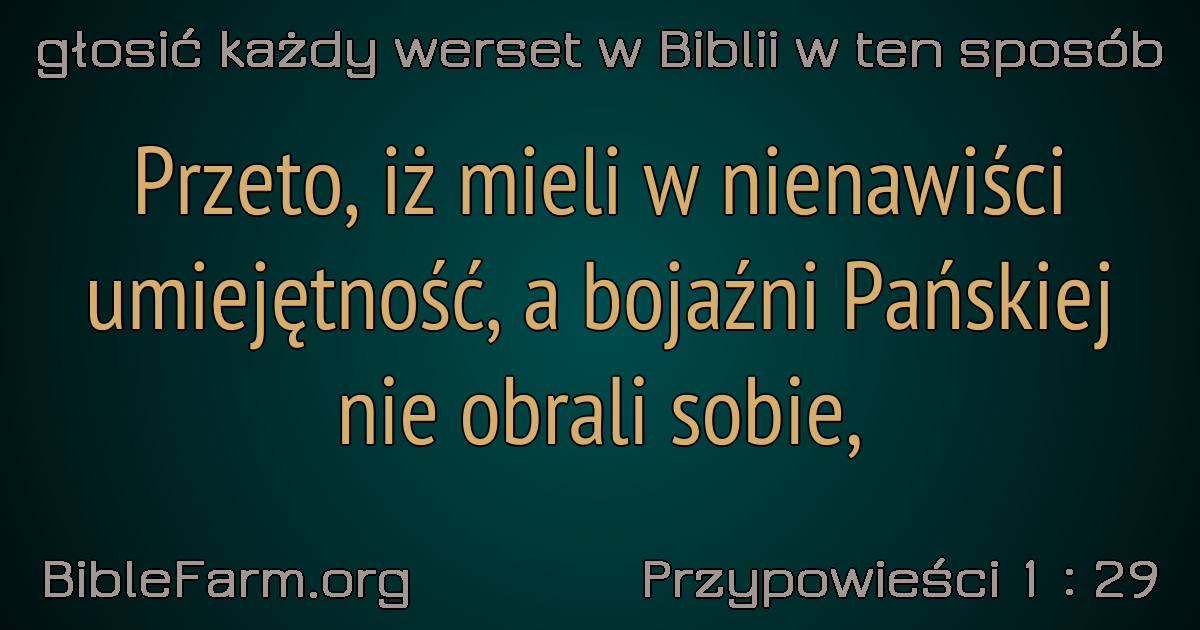 głosić każdy werset w Biblii w ten sposób
Przeto, iż mieli w nienawiści
umiejętność, a bojaźni Pańskiej
nie obrali sobie,
BibleFarm.org
Przypowieści 1 : 29